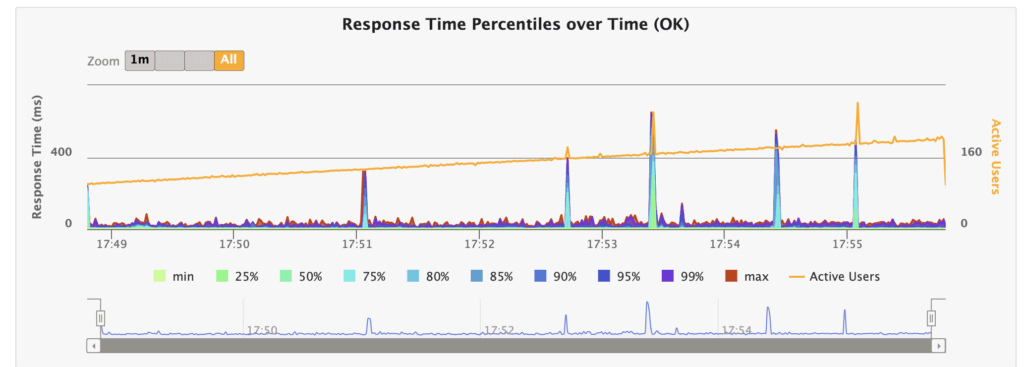 Response Time Percentiles over Time (OK)
Zoom 1m All
Response Time (ms)
400
0
160
0
Active Users
17:49 17:50 17:51 17:52 17:53 17:54 17:55
min 25% 50% 75% 80% 85% 90% 95% 99% max Active Users
17:50 17:52 17:54